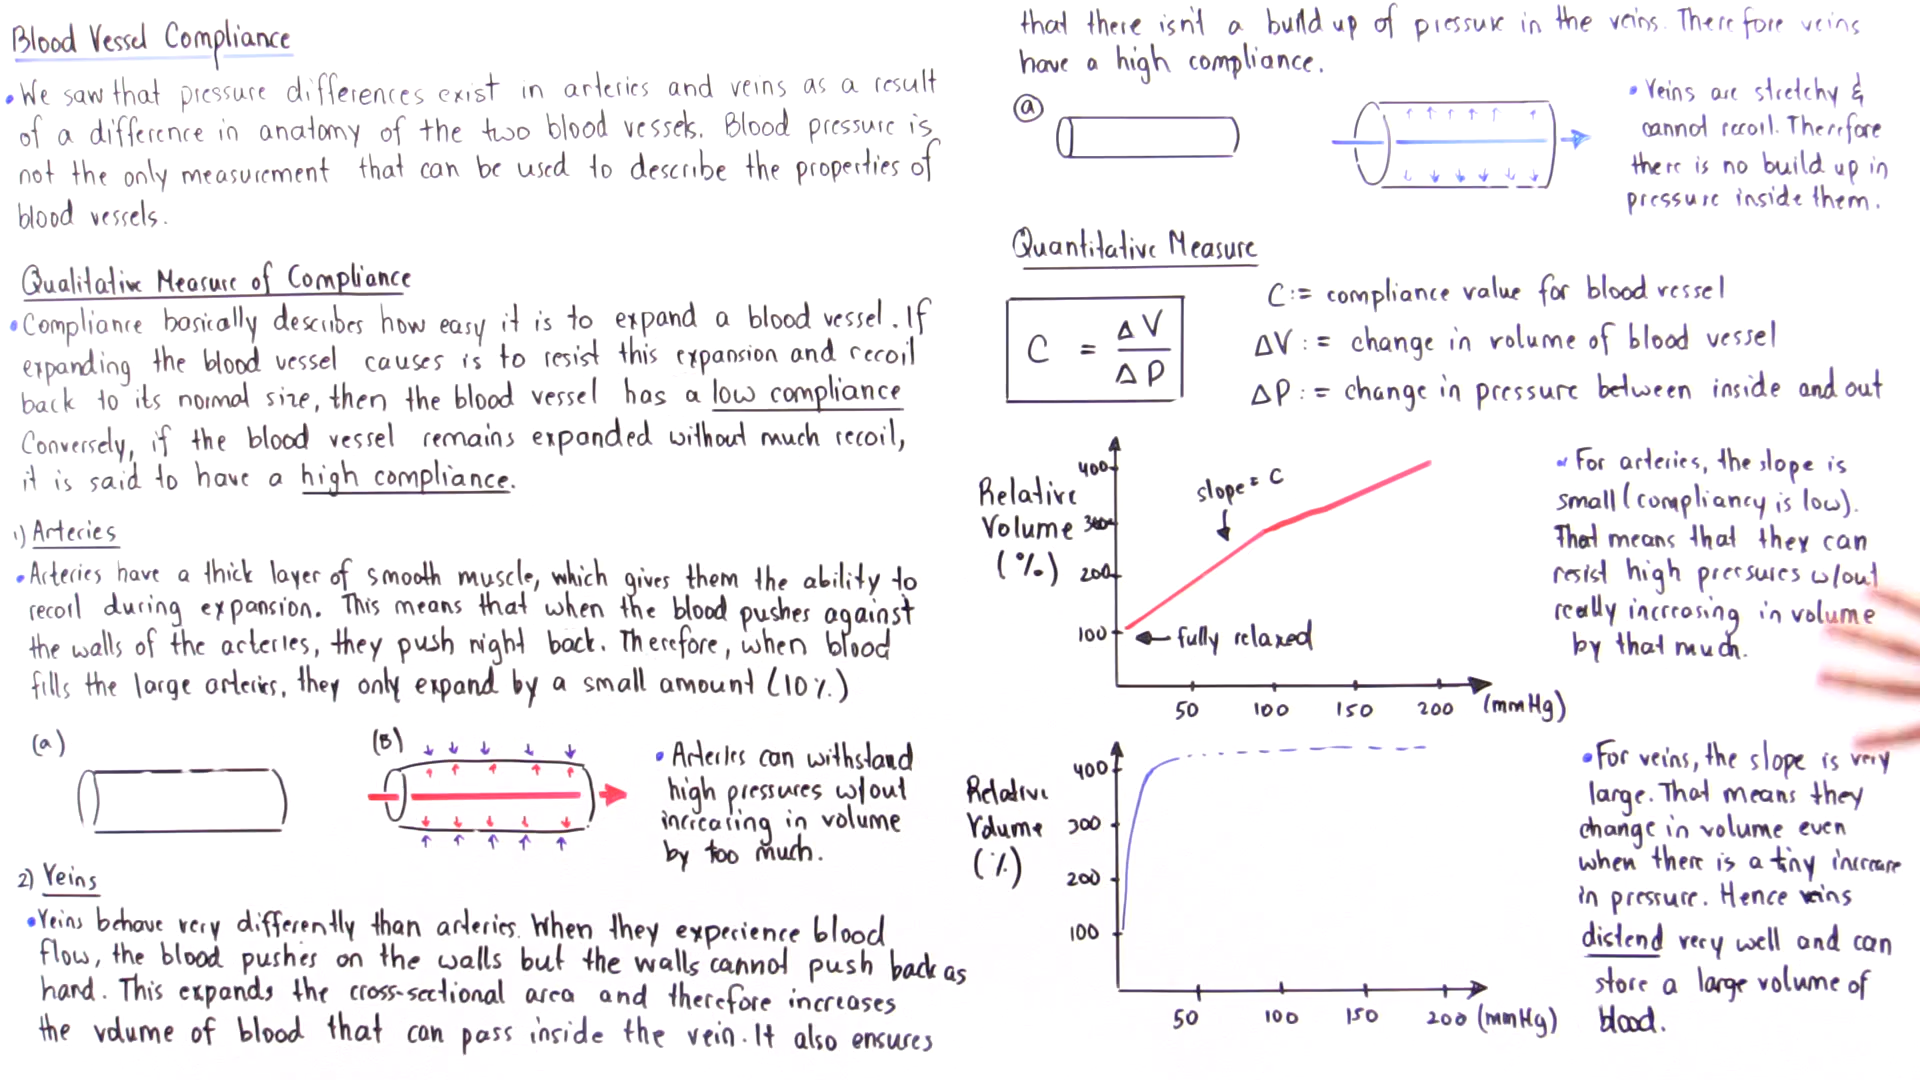 Blood Vessel Compliance
• We saw that pressure differences exist in arteries and veins as a result
of a difference in anatomy of the two blood vessels. Blood pressure is
not the only measurement that can be used to describe the properties of
blood vessels.
Qualitative Measure of Compliance
• Compliance basically describes how easy it is to expand a blood vessel. If
expanding the blood vessel causes is to resist this expansion and recoil
back to its normal size, then the blood vessel has a low compliance
Conversely, if the blood vessel remains expanded without much recoil,
it is said to have a high compliance.
1) Arteries
• Arteries have a thick layer of smooth muscle, which gives them the ability to
recoil during expansion. This means that when the blood pushes against
the walls of the arteries, they push right back. Therefore, when blood
fills the large arteries, they only expand by a small amount (10%)
(a)
(B)
• Arteries can withstand
high pressures w/out
increasing in volume
by too much.
2) Veins
• Veins behave very differently than arteries. When they experience blood
flow, the blood pushes on the walls but the walls cannot push back as
hard. This expands the cross-sectional area and therefore increases
the volume of blood that can pass inside the vein. It also ensures
that there isn't a build up of pressure in the veins. Therefore veins
have a high compliance.
(a)
• Veins are stretchy &
cannot recoil. Therefore
there is no build up in
pressure inside them.
Quantitative Measure
C = ΔV / ΔP
C := compliance value for blood vessel
ΔV := change in volume of blood vessel
ΔP := change in pressure between inside and out
Relative
Volume
(%)
400
300
200
100
slope = C
fully relaxed
50 100 150 200 (mmHg)
• For arteries, the slope is
small (compliancy is low).
That means that they can
resist high pressures w/out
really increasing in volume
by that much.
Relative
Volume
(%)
400
300
200
100
50 100 150 200 (mmHg)
• For veins, the slope is very
large. That means they
change in volume even
when there is a tiny increase
in pressure. Hence veins
distend very well and can
store a large volume of
blood.